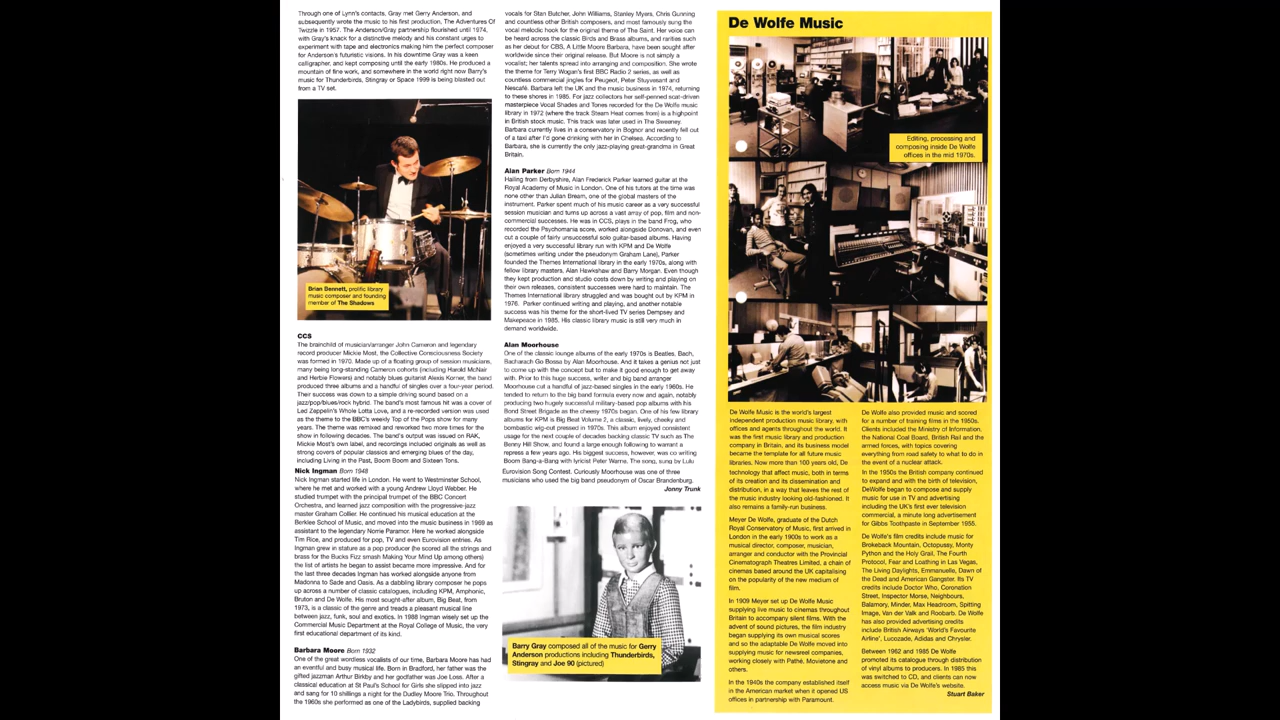 Through one of Lynn's contacts. Gray met Gerry Anderson, and
subsequently wrote the music to his first production, The Adventures Of
Twizzle in 1957. The Anderson/Gray partnership flourished until 1974,
with Gray's knack for a distinctive melody and his constant urges to
experiment with tape and electronics making him the perfect composer
for Anderson's futuristic visions. In his downtime Gray was a keen
calligrapher, and kept composing until the early 1980s. He produced a
mountain of fine work, and somewhere in the world right now Barry's
music for Thunderbirds, Stingray or Space 1999 is being blasted out
from a TV set.
Brian Bennett, prolific library
music composer and founding
member of The Shadows
CCS
The brainchild of musician/arranger John Cameron and legendary
record producer Mickie Most, the Collective Consciousness Society
was formed in 1970. Made up of a floating group of session musicians,
many being long-standing Cameron cohorts (including Harold McNair
and Herbie Flowers) and notably blues guitarist Alexis Korner, the band
produced three albums and a handful of singles over a four-year period.
Their success was down to a simple driving sound based on a
jazz/pop/blues/rock hybrid. The band's most famous hit was a cover of
Led Zeppelin's Whole Lotta Love, and a re-recorded version was used
as the theme to the BBC's weekly Top of the Pops show for many
years. The theme was remixed and reworked two more times for the
show in following decades. The band's output was issued on RAK,
Mickie Most's own label, and recordings included originals as well as
strong covers of popular classics and emerging blues of the day,
including Living in the Past, Boom Boom and Sixteen Tons.
Nick Ingman Born 1948
Nick Ingman started life in London. He went to Westminster School,
where he met and worked with a young Andrew Lloyd Webber. He
studied trumpet with the principal trumpet of the BBC Concert
Orchestra, and learned jazz composition with the progressive-jazz
master Graham Collier. He continued his musical education at the
Berklee School of Music, and moved into the music business in 1969 as
assistant to the legendary Norrie Paramor. Here he worked alongside
Tim Rice, and produced for pop, TV and even Eurovision entries. As
Ingman grew in stature as a pop producer (he scored all the strings and
brass for the Bucks Fizz smash Making Your Mind Up among others)
the list of artists he began to assist became more impressive. And for
the last three decades Ingman has worked alongside anyone from
Madonna to Sade and Oasis. As a dabbling library composer he pops
up across a number of classic catalogues, including KPM, Amphonic,
Bruton and De Wolfe. His most sought-after album, Big Beat, from
1973, is a classic of the genre and treads a pleasant musical line
between jazz, funk, soul and exotics. In 1988 Ingman wisely set up the
Commercial Music Department at the Royal College of Music, the very
first educational department of its kind.
Barbara Moore Born 1932
One of the great wordless vocalists of our time, Barbara Moore has had
an eventful and busy musical life. Born in Bradford, her father was the
gifted jazzman Arthur Birkby and her godfather was Joe Loss. After a
classical education at St Paul's School for Girls she slipped into jazz
and sang for 10 shillings a night for the Dudley Moore Trio. Throughout
the 1960s she performed as one of the Ladybirds, supplied backing
vocals for Stan Butcher, John Williams, Stanley Myers, Chris Gunning
and countless other British composers, and most famously sung the
vocal melodic hook for the original theme of The Saint. Her voice can
be heard across the classic Birds and Brass albums, and rarities such
as her debut for CBS, A Little Moore Barbara, have been sought after
worldwide since their original release. But Moore is not simply a
vocalist; her talents spread into arranging and composition. She wrote
the theme for Terry Wogan's first BBC Radio 2 series, as well as
countless commercial jingles for Peugeot, Peter Stuyvesant and
Nescafé. Barbara left the UK and the music business in 1974, returning
to these shores in 1985. For jazz collectors her self-penned scat-driven
masterpiece Vocal Shades and Tones recorded for the De Wolfe music
library in 1972 (where the track Steam Heat comes from) is a highpoint
in British stock music. This track was later used in The Sweeney.
Barbara currently lives in a conservatory in Bognor and recently fell out
of a taxi after I'd gone drinking with her in Chelsea. According to
Barbara, she is currently the only jazz-playing great-grandma in Great
Britain.
Alan Parker Born 1944
Hailing from Derbyshire, Alan Frederick Parker learned guitar at the
Royal Academy of Music in London. One of his tutors at the time was
none other than Julian Bream, one of the global masters of the
instrument. Parker spent much of his music career as a very successful
session musician and turns up across a vast array of pop, film and non-
commercial successes. He was in CCS, plays in the band Frog, who
recorded the Psychomania score, worked alongside Donovan, and even
cut a couple of fairly unsuccessful solo guitar-based albums. Having
enjoyed a very successful library run with KPM and De Wolfe
(sometimes writing under the pseudonym Graham Lane), Parker
founded the Themes International library in the early 1970s, along with
fellow library masters, Alan Hawkshaw and Barry Morgan. Even though
they kept production and studio costs down by writing and playing on
their own releases, consistent successes were hard to maintain. The
Themes International library struggled and was bought out by KPM in
1976. Parker continued writing and playing, and another notable
success was his theme for the short-lived TV series Dempsey and
Makepeace in 1985. His classic library music is still very much in
demand worldwide.
Alan Moorhouse
One of the classic lounge albums of the early 1970s is Beatles, Bach,
Bacharach Go Bossa by Alan Moorhouse. And it takes a genius not just
to come up with the concept but to make it good enough to get away
with. Prior to this huge success, writer and big band arranger
Moorhouse cut a handful of jazz-based singles in the early 1960s. He
tended to return to the big band formula every now and again, notably
producing two hugely successful military-based pop albums with his
Bond Street Brigade as the cheesy 1970s began. One of his few library
albums for KPM is Big Beat Volume 2, a classic, lively, cheeky and
bombastic wig-out pressed in 1970s. This album enjoyed consistent
usage for the next couple of decades backing classic TV such as The
Benny Hill Show, and found a large enough following to warrant a
repress a few years ago. His biggest success, however, was co writing
Boom Bang-a-Bang with lyricist Peter Warne. The song, sung by Lulu
Eurovision Song Contest. Curiously Moorhouse was one of three
musicians who used the big band pseudonym of Oscar Brandenburg.
Jonny Trunk
Barry Gray composed all of the music for Gerry
Anderson productions including Thunderbirds,
Stingray and Joe 90 (pictured)
De Wolfe Music
Editing, processing and
composing inside De Wolfe
offices in the mid 1970s.
De Wolfe Music is the world's largest
independent production music library, with
offices and agents throughout the world. It
was the first music library and production
company in Britain, and its business model
became the template for all future music
libraries. Now more than 100 years old, De
technology that affect music, both in terms
of its creation and its dissemination and
distribution, in a way that leaves the rest of
the music industry looking old-fashioned. It
also remains a family-run business.
Meyer De Wolfe, graduate of the Dutch
Royal Conservatory of Music, first arrived in
London in the early 1900s to work as a
musical director, composer, musician,
arranger and conductor with the Provincial
Cinematograph Theatres Limited, a chain of
cinemas based around the UK capitalising
on the popularity of the new medium of
film.
In 1909 Meyer set up De Wolfe Music
supplying live music to cinemas throughout
Britain to accompany silent films. With the
advent of sound pictures, the film industry
began supplying its own musical scores and
so the adaptable De Wolfe moved into
supplying music for newsreel companies,
working closely with Pathé, Movietone and
others.
In the 1940s the company established itself
in the American market when it opened US
offices in partnership with Paramount.
De Wolfe also provided music and scored
for a number of training films in the 1950s.
Clients included the Ministry of Information,
the National Coal Board, British Rail and the
armed forces, with topics covering
everything from road safety to what to do in
the event of a nuclear attack.
In the 1950s the British company continued
to expand and with the birth of television,
DeWolfe began to compose and supply
music for use in TV and advertising
including the UK's first ever television
commercial, a minute long advertisement
for Gibbs Toothpaste in September 1955.
De Wolfe's film credits include music for
Brokeback Mountain, Octopussy, Monty
Python and the Holy Grail, The Fourth
Protocol, Fear and Loathing in Las Vegas,
The Living Daylights, Emmanuelle, Dawn of
the Dead and American Gangster. Its TV
credits include Doctor Who, Coronation
Street, Inspector Morse, Neighbours,
Balamory, Minder, Max Headroom, Spitting
Image, Van der Valk and Roobarb. De Wolfe
has also provided advertising credits
include British Airways 'World's Favourite
Airline', Lucozade, Adidas and Chrysler.
Between 1962 and 1985 De Wolfe
promoted its catalogue through distribution
of vinyl albums to producers. In 1985 this
was switched to CD, and clients can now
access music via De Wolfe's website.
Stuart Baker